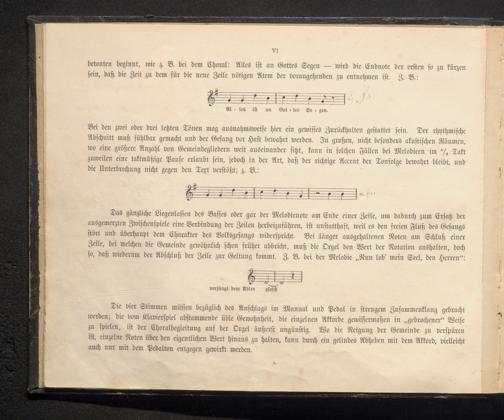 VI
betonten beginnt, wie z. B. bei dem Choral: Alles ist an Gottes Segen — wird die Endnote der ersten so zu kürzen
sein, daß die Zeit zu dem für die neue Zeile nötigen Atem der vorangehenden zu entnehmen ist. Z. B.:
Al - les ist an Got - tes Se - gen.
Bei den zwei oder drei letzten Tönen mag ausnahmsweise hier ein gewisses Zurückhalten gestattet sein. Der rhythmische
Abschnitt muß fühlbar gemacht und der Gesang vor Hast bewahrt werden. In großen, nicht besonders akustischen Räumen,
wo eine größere Anzahl von Gemeindegliedern weit auseinander sitzt, kann in solchen Fällen bei Melodieen im 4/4 Takt
zuweilen eine taktmäßige Pause erlaubt sein, jedoch in der Art, daß der richtige Accent der Tonfolge bewahrt bleibt, und
die Unterbrechung nicht gegen den Text verstößt; z. B.:
Das gänzliche Liegenlassen des Basses oder gar der Melodienote am Ende einer Zeile, um dadurch zum Ersatz der
ausgemerzten Zwischenspiele eine Verbindung der Zeilen herbeizuführen, ist unstatthaft, weil es den freien Fluß des Gesangs
stört und überhaupt dem Charakter des Volksgesangs widerspricht. Bei länger ausgehaltenen Noten am Schluß einer
Zeile, bei welchen die Gemeinde gewöhnlich schon früher abbricht, muß die Orgel den Wert der Notation aushalten, doch
so, daß wiederum der Abschluß der Zeile zur Geltung kommt. Z. B. bei der Melodie „Nun lob' mein Seel, den Herren":
verjüngt dem Adler gleich
Die vier Stimmen müssen bezüglich des Anschlags im Manual und Pedal in strengem Zusammenklang gebracht
werden; die vom Klavierspiel abstammende üble Gewohnheit, die einzelnen Akkorde gewissermaßen in „gebrochener" Weise
zu spielen, ist der Choralbegleitung auf der Orgel äußerst ungünstig. Wo die Neigung der Gemeinde zu verspüren
ist, einzelne Noten über den eigentlichen Wert hinaus zu halten, kann durch ein gelindes Abheben mit dem Akkord, vielleicht
auch nur mit dem Pedalton entgegen gewirkt werden.